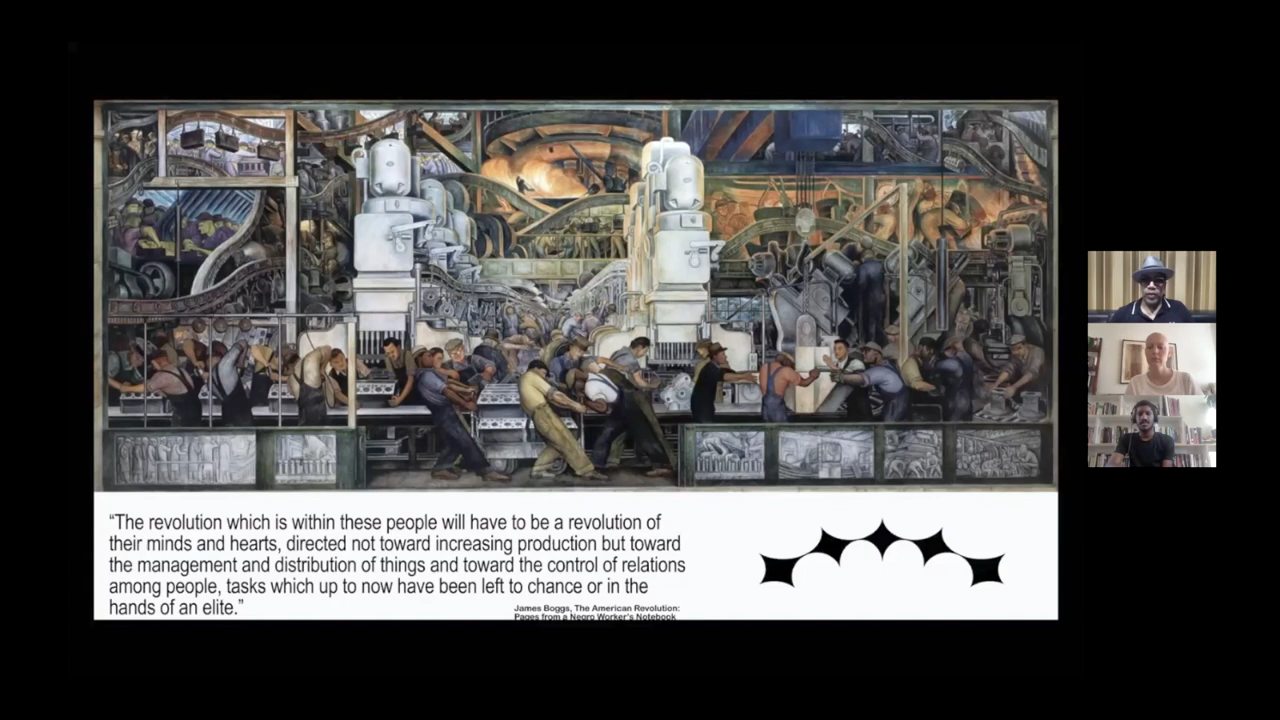 “The revolution which is within these people will have to be a revolution of
their minds and hearts, directed not toward increasing production but toward
the management and distribution of things and toward the control of relations
among people, tasks which up to now have been left to chance or in the
hands of an elite.”
James Boggs, The American Revolution:
Pages from a Negro Worker’s Notebook